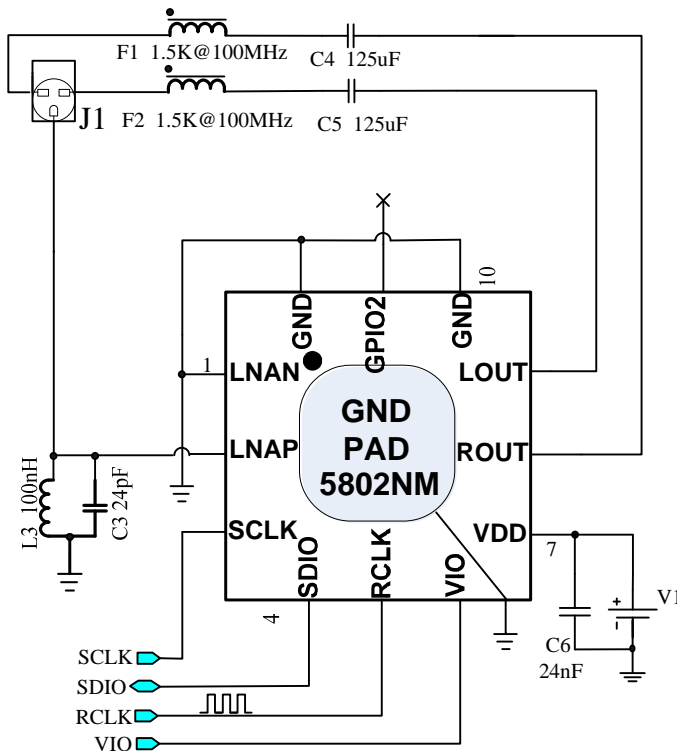 F1 1.5K@100MHz
C4 125uF
J1
F2 1.5K@100MHz
C5 125uF
10
GND
GPIO2
GND
1
LNAN
LOUT
GND
PAD
5802NM
LNAP
ROUT
L3 100nH
C3 24pF
SCLK
VDD
7
SDIO
RCLK
VIO
4
V1
+
-
C6
24nF
SCLK
SDIO
RCLK
VIO